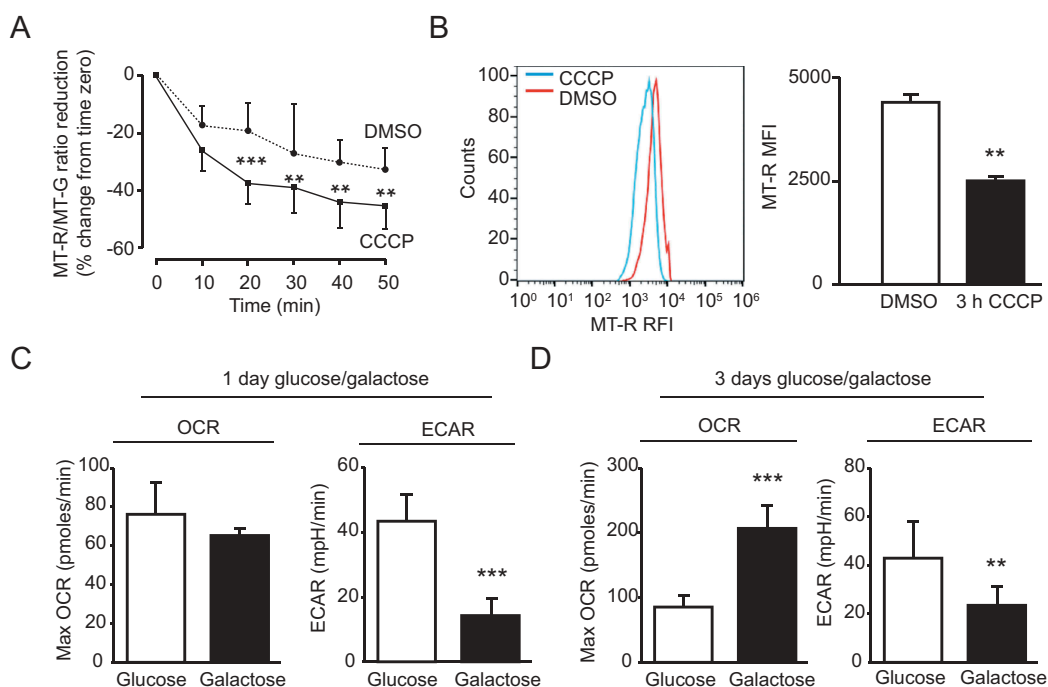 A
MT-R/MT-G ratio reduction
(% change from time zero)
0
-20
-40
-60
DMSO
***
**
**
**
CCCP
0 10 20 30 40 50
Time (min)
B
Counts
100
80
60
40
20
0
CCCP
DMSO
10⁰ 10¹ 10² 10³ 10⁴ 10⁵ 10⁶
MT-R RFI
MT-R MFI
5000
2500
0
**
DMSO 3 h CCCP
C
1 day glucose/galactose
OCR
Max OCR (pmoles/min)
100
80
60
40
20
0
Glucose Galactose
ECAR
ECAR (mpH/min)
60
40
20
0
***
Glucose Galactose
D
3 days glucose/galactose
OCR
Max OCR (pmoles/min)
300
200
100
0
***
Glucose Galactose
ECAR
ECAR (mpH/min)
80
60
40
20
0
**
Glucose Galactose